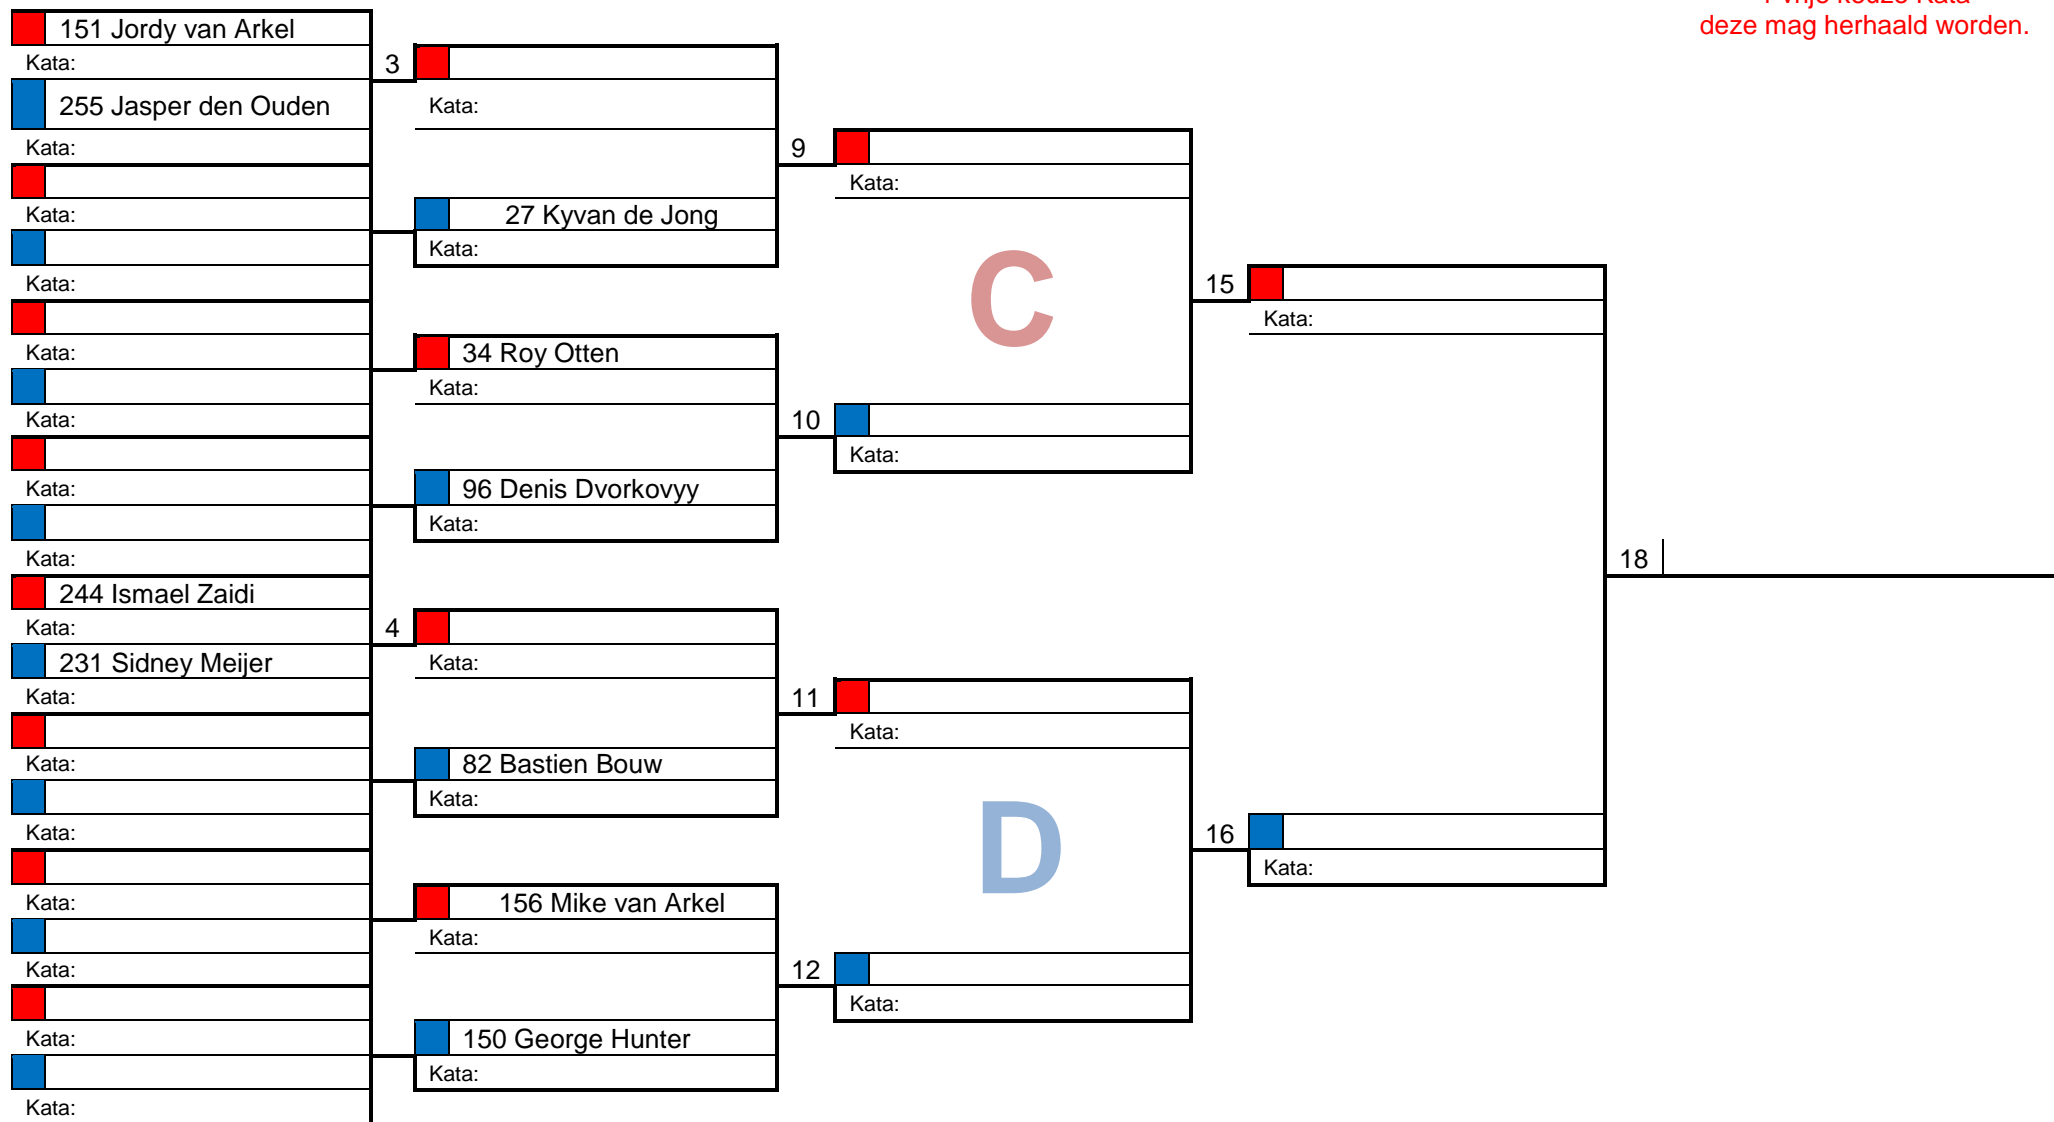 deze mag herhaald worden.
151 Jordy van Arkel
Kata:
255 Jasper den Ouden
Kata:
Kata:
Kata:
Kata:
Kata:
Kata:
Kata:
244 Ismael Zaidi
Kata:
231 Sidney Meijer
Kata:
Kata:
Kata:
Kata:
Kata:
Kata:
Kata:
3
Kata:
27 Kyvan de Jong
Kata:
34 Roy Otten
Kata:
96 Denis Dvorkovyy
Kata:
4
Kata:
82 Bastien Bouw
Kata:
156 Mike van Arkel
Kata:
150 George Hunter
Kata:
9
Kata:
C
10
Kata:
11
Kata:
D
12
Kata:
15
Kata:
16
Kata:
18